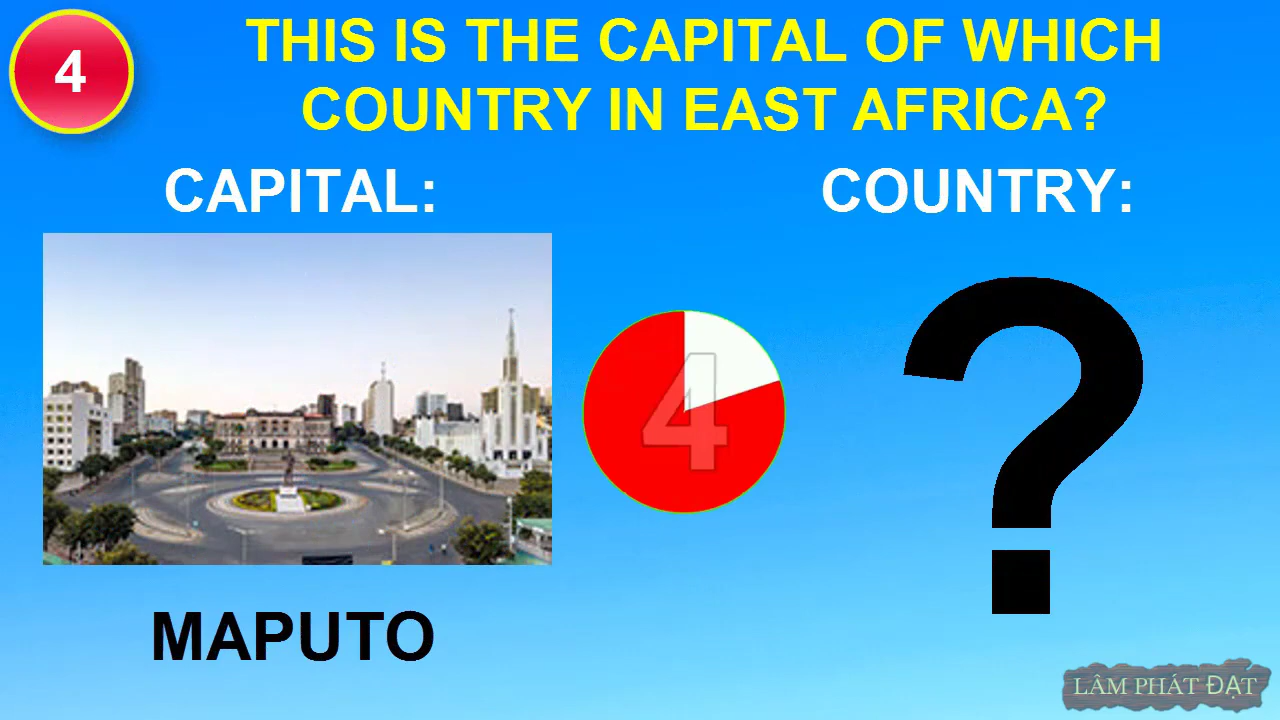 4
THIS IS THE CAPITAL OF WHICH
COUNTRY IN EAST AFRICA?
CAPITAL:
COUNTRY:
4
?
MAPUTO
LÂM PHÁT ĐẠT